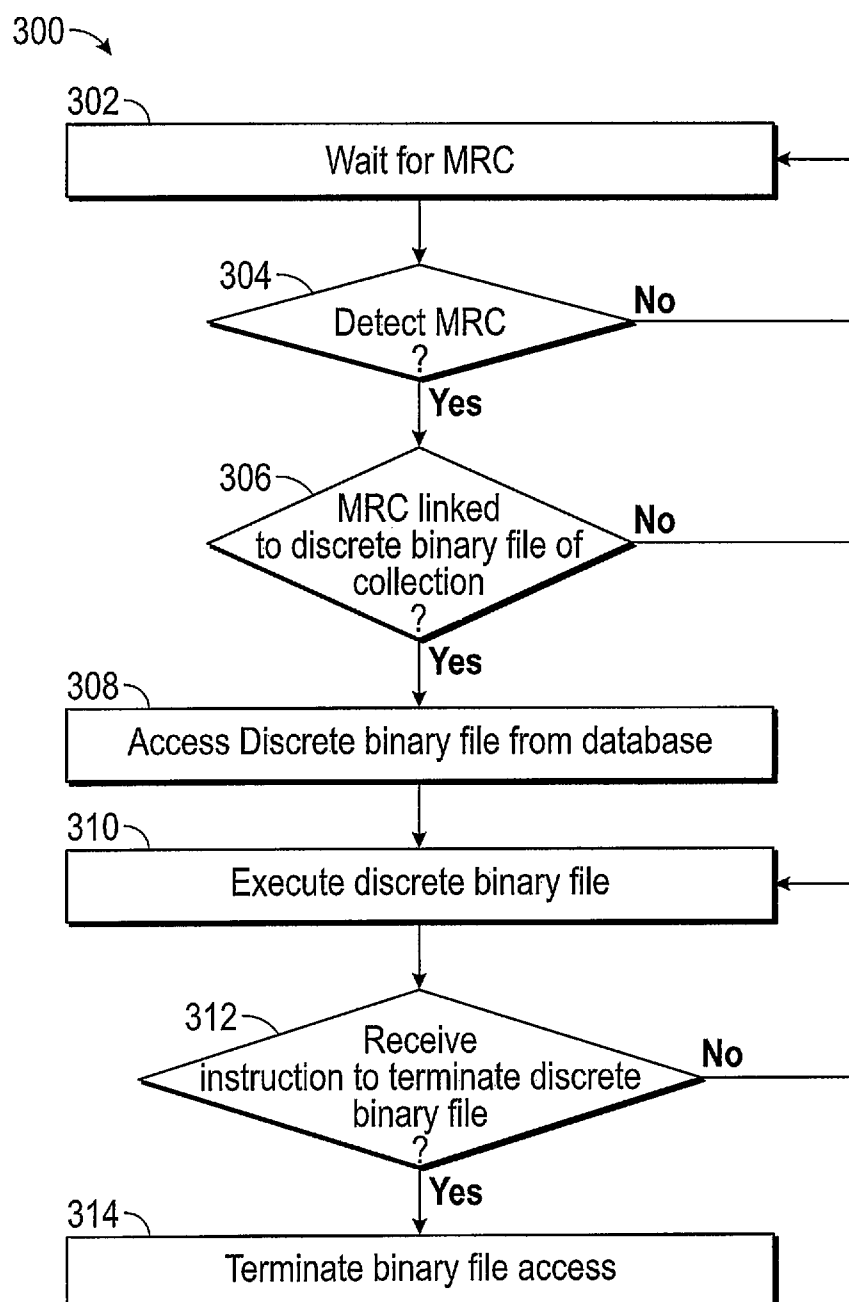 300
302
Wait for MRC
304
Detect MRC
?
No
Yes
306
MRC linked
to discrete binary file of
collection
?
No
Yes
308
Access Discrete binary file from database
310
Execute discrete binary file
312
Receive
instruction to terminate discrete
binary file
?
No
Yes
314
Terminate binary file access